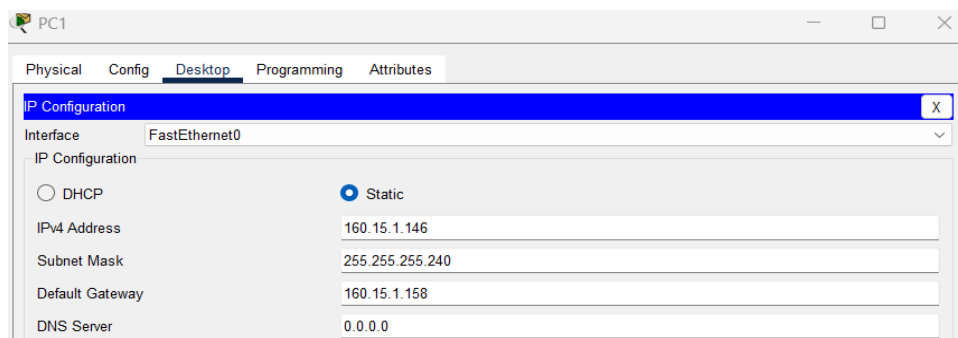 PC1
Physical Config Desktop Programming Attributes
IP Configuration X
Interface FastEthernet0
IP Configuration
DHCP Static
IPv4 Address 160.15.1.146
Subnet Mask 255.255.255.240
Default Gateway 160.15.1.158
DNS Server 0.0.0.0